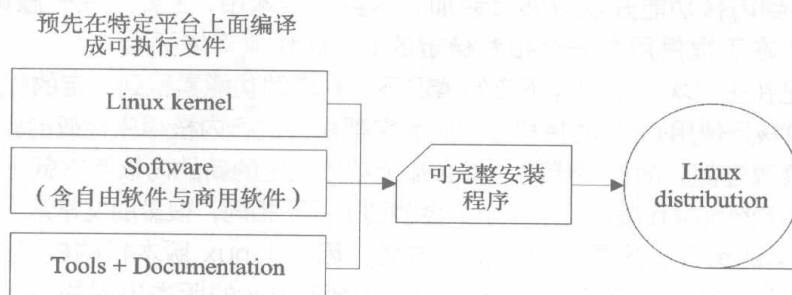 预先在特定平台上面编译
成可执行文件
Linux kernel
Software
（含自由软件与商用软件）
Tools + Documentation
可完整安装
程序
Linux
distribution